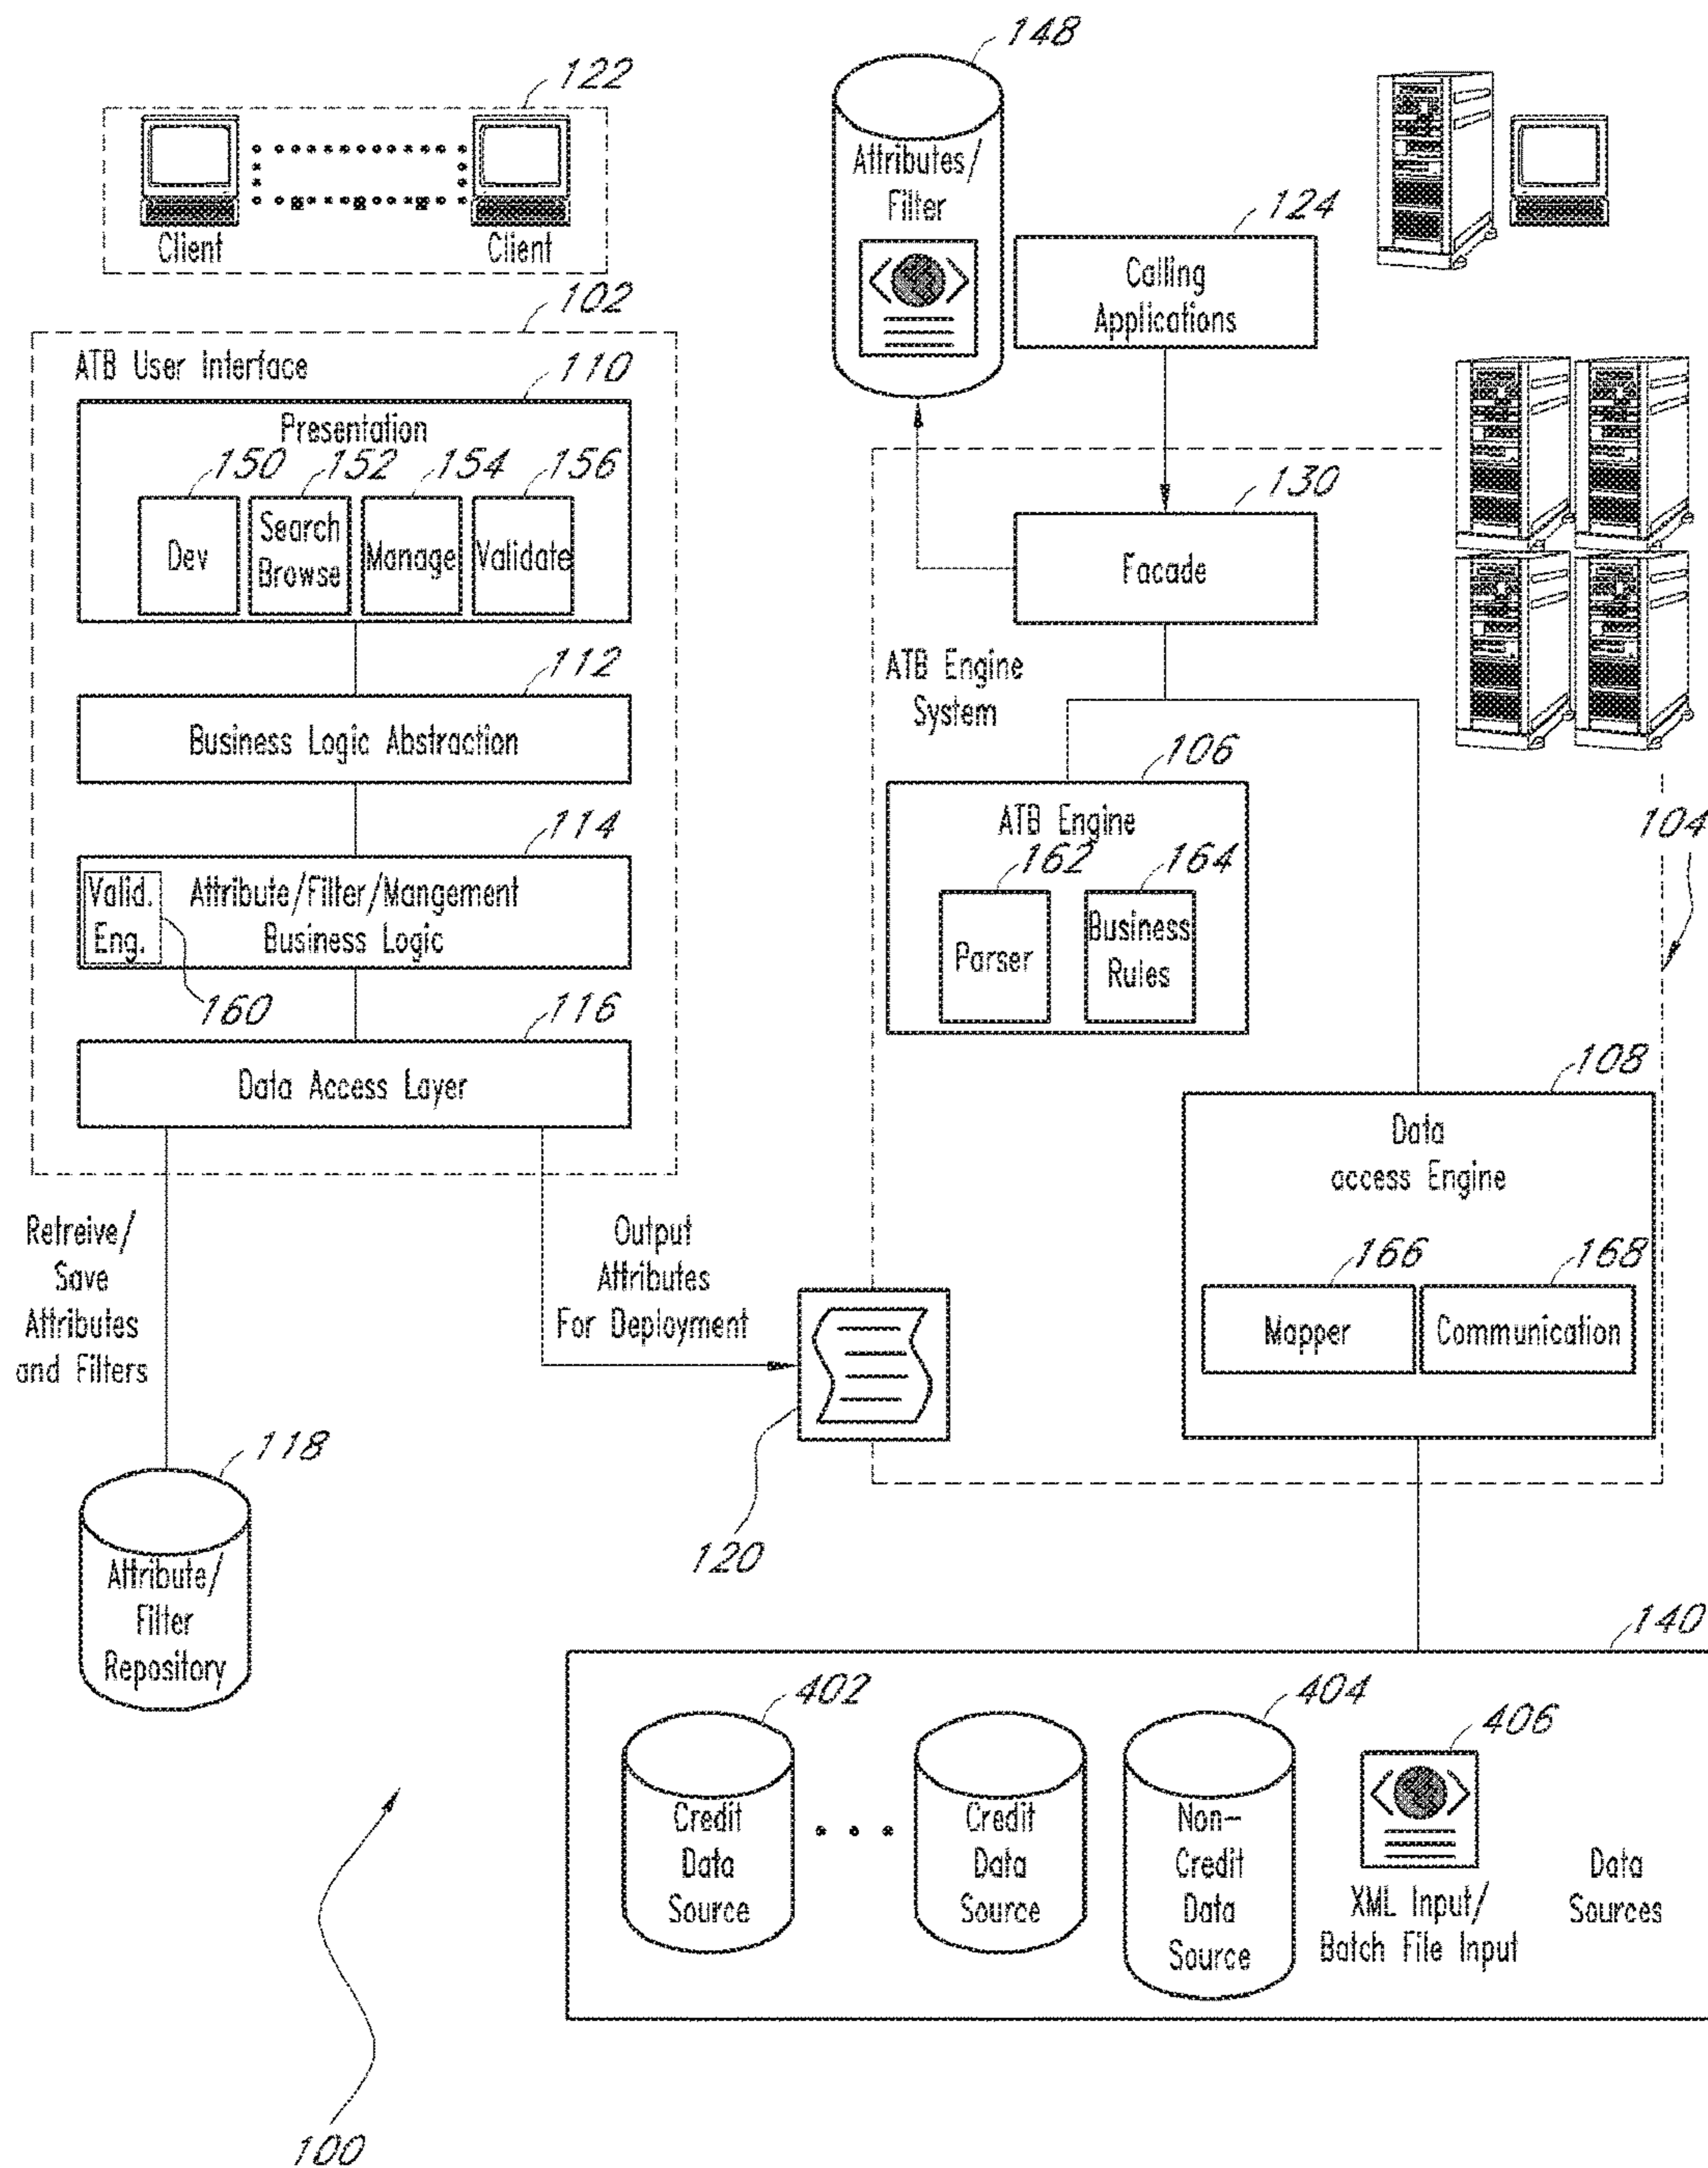 122
Client
Client
102
ATB User Interface
110
Presentation
150
152
154
156
Dev
Search
Browse
Manage
Validate
112
Business Logic Abstraction
114
Valid.
Eng.
Attribute/Filter/Mangement
Business Logic
160
116
Data Access Layer
Retreive/
Save
Attributes
and Filters
Output
Attributes
For Deployment
118
Attribute/
Filter
Repository
120
148
Attributes/
Filter
124
Calling
Applications
130
Facade
ATB Engine
System
106
ATB Engine
162
164
Parser
Business
Rules
104
108
Data
access Engine
166
168
Mapper
Communication
140
402
404
406
Credit
Data
Source
Credit
Data
Source
Non-
Credit
Data
Source
XML Input/
Batch File Input
Data
Sources
100